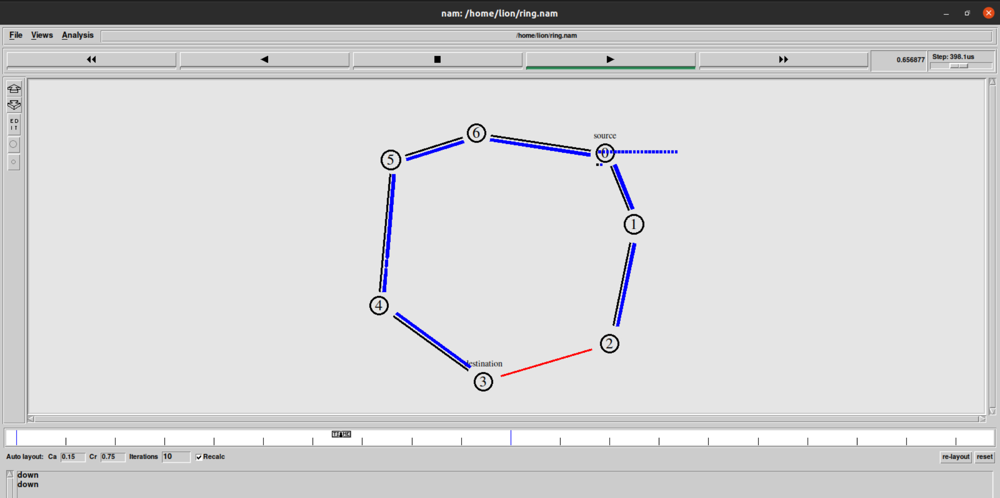 nam: /home/lion/ring.nam
File Views Analysis /home/lion/ring.nam
0.656877 Step: 398.1us
ED
IT
6
source
0
5
1
4
2
destination
3
TIME
Auto layout: Ca 0.15 Cr 0.75 Iterations 10 Recalc re-layout reset
down
down